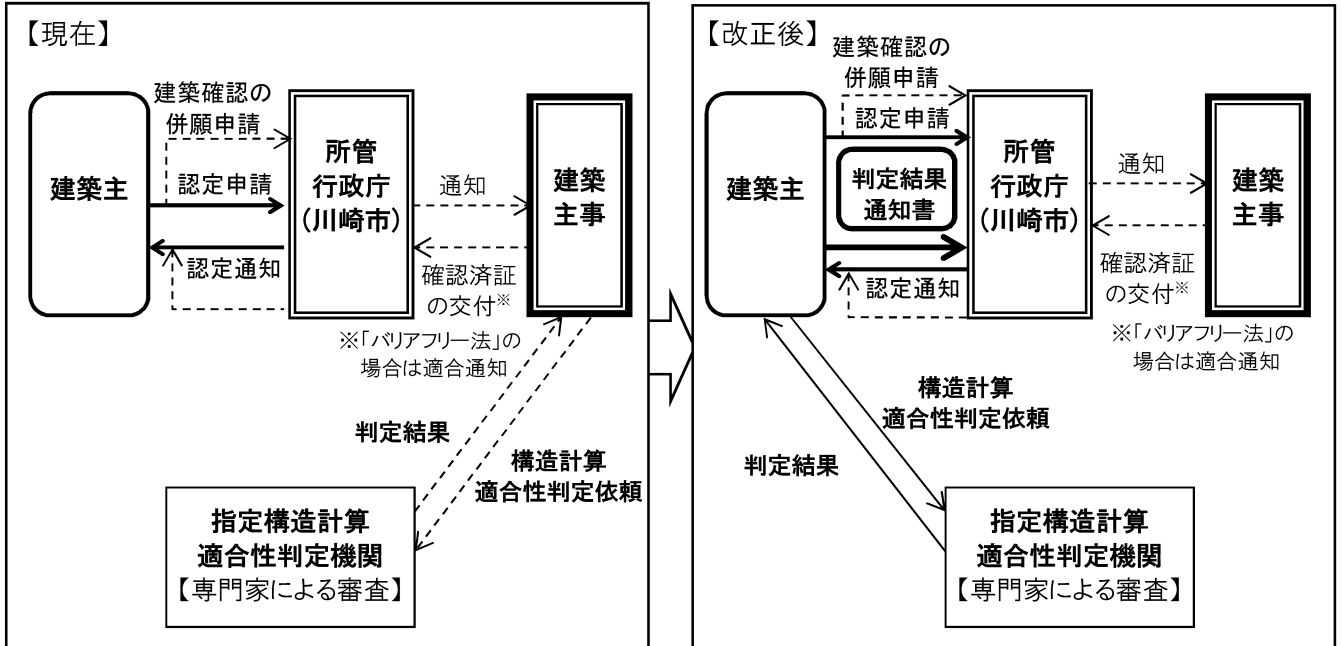 【現在】
建築確認の
併願申請
建築主
認定申請
認定通知
所管
行政庁
(川崎市)
通知
確認済証
の交付※
建築
主事
※「バリアフリー法」の
場合は適合通知
判定結果
構造計算
適合性判定依頼
指定構造計算
適合性判定機関
【専門家による審査】
【改正後】
建築確認の
併願申請
認定申請
建築主
判定結果
通知書
認定通知
所管
行政庁
(川崎市)
通知
確認済証
の交付※
建築
主事
※「バリアフリー法」の
場合は適合通知
構造計算
適合性判定依頼
判定結果
指定構造計算
適合性判定機関
【専門家による審査】